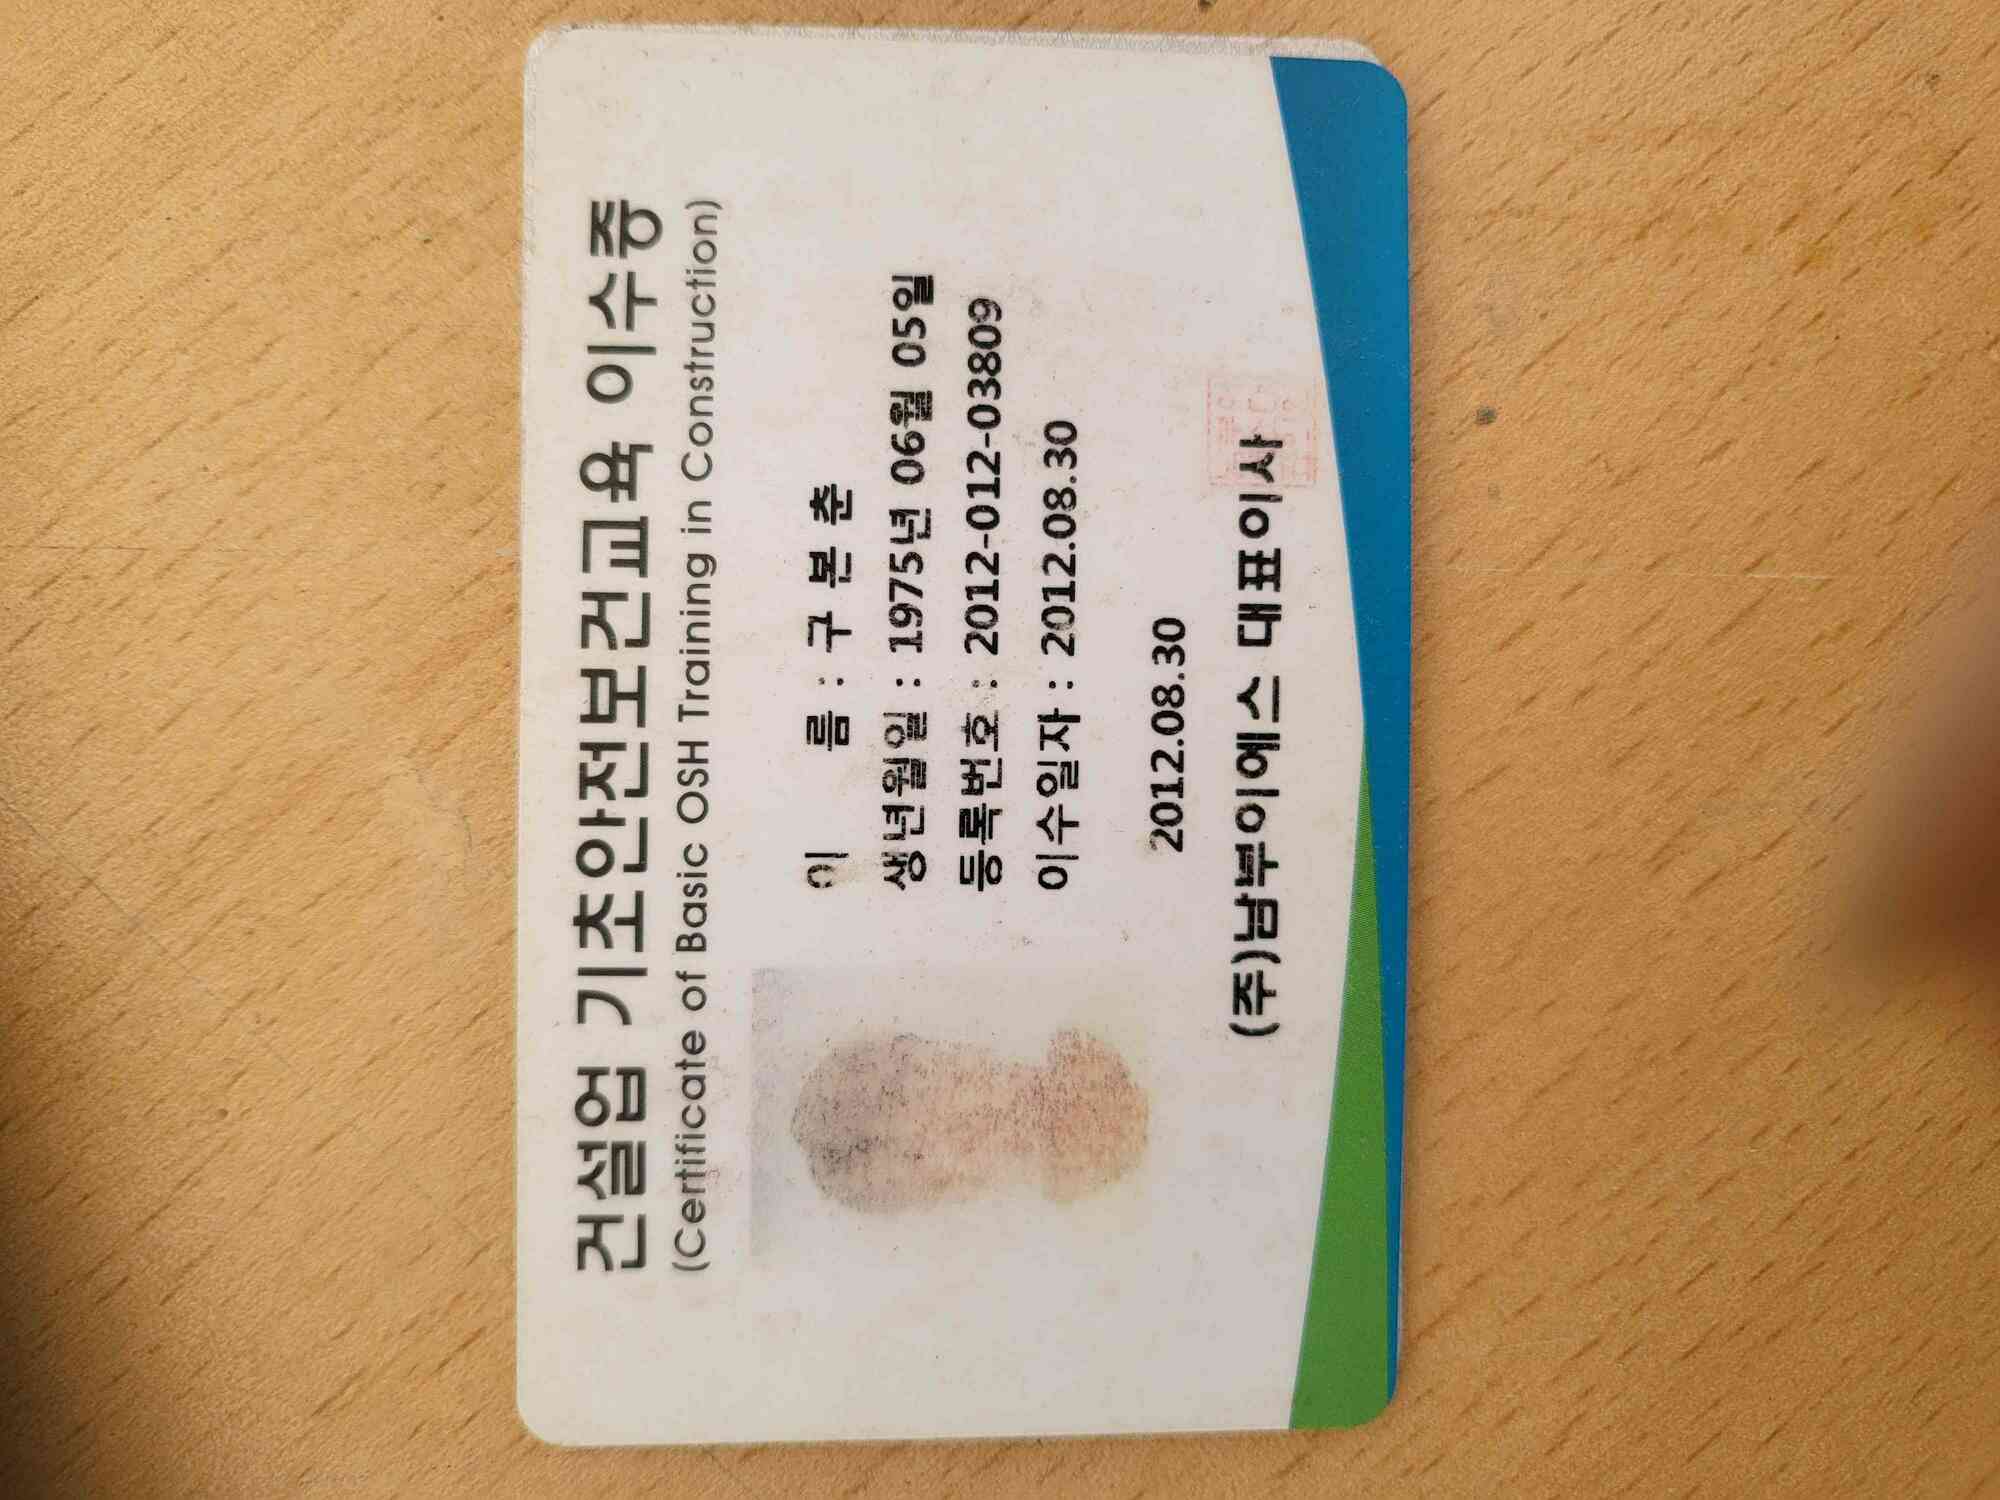 건설업 기초안전보건교육 이수증
(Certificate of Basic OSH Training in Construction)
이 름 : 구 본 춘
생년월일 : 1975년 06월 05일
등록번호 : 2012-012-03809
이수일자 : 2012.08.30
2012.08.30
(주)남부이에스 대표이사